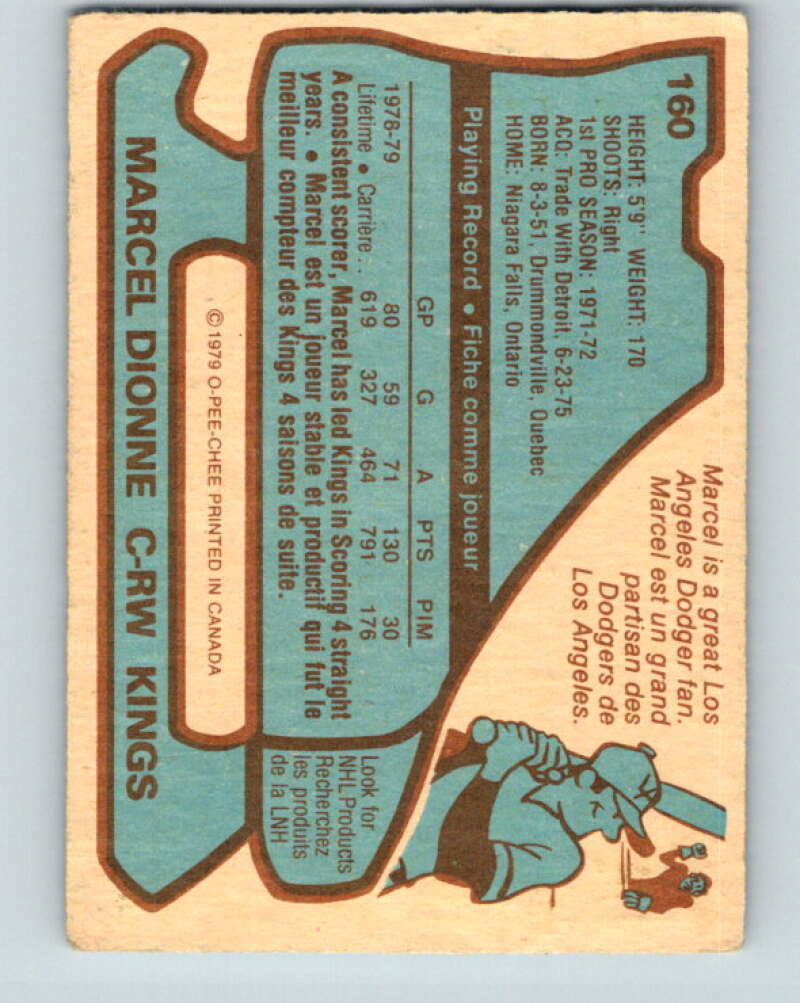 160
HEIGHT: 5'9" WEIGHT: 170
SHOOTS: Right
1st PRO SEASON: 1971-72
ACQ: Trade With Detroit, 6-23-75
BORN: 8-3-51, Drummondville, Quebec
HOME: Niagara Falls, Ontario
Marcel is a great Los
Angeles Dodger fan.
Marcel est un grand
partisan des
Dodgers de
Los Angeles.
Playing Record • Fiche comme joueur
GP G A PTS PIM
1978-79 80 59 71 130 30
Lifetime • Carrière . . 619 327 464 791 176
A consistent scorer, Marcel has led Kings in Scoring 4 straight
years. • Marcel est un joueur stable et productif qui fut le
meilleur compteur des Kings 4 saisons de suite.
Look for
NHL Products
Recherchez
les produits
de la LNH
© 1979 O-PEE-CHEE PRINTED IN CANADA
MARCEL DIONNE C-RW KINGS